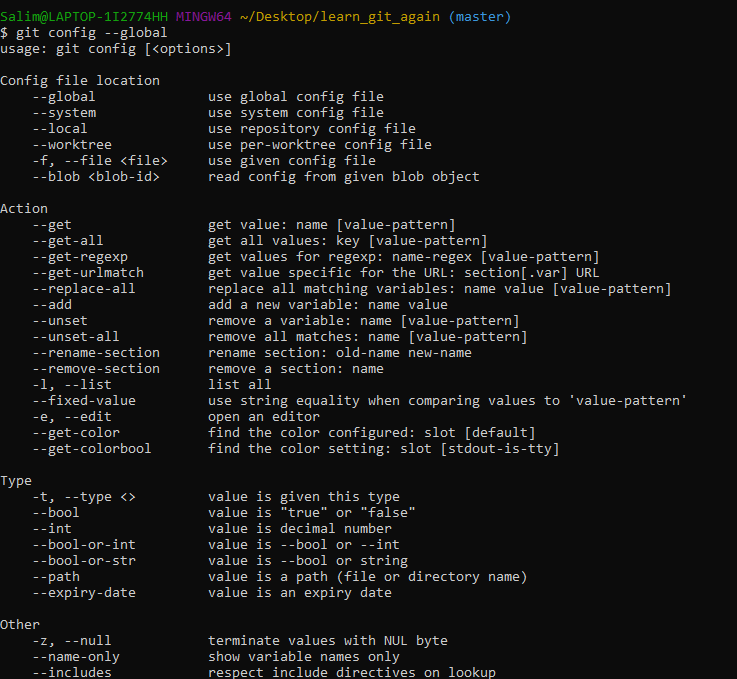 Salim@LAPTOP-1I2774HH MINGW64 ~/Desktop/learn_git_again (master)
$ git config --global
usage: git config [<options>]

Config file location
    --global              use global config file
    --system              use system config file
    --local               use repository config file
    --worktree            use per-worktree config file
    -f, --file <file>     use given config file
    --blob <blob-id>      read config from given blob object

Action
    --get                 get value: name [value-pattern]
    --get-all             get all values: key [value-pattern]
    --get-regexp          get values for regexp: name-regex [value-pattern]
    --get-urlmatch        get value specific for the URL: section[.var] URL
    --replace-all         replace all matching variables: name value [value-pattern]
    --add                 add a new variable: name value
    --unset               remove a variable: name [value-pattern]
    --unset-all           remove all matches: name [value-pattern]
    --rename-section      rename section: old-name new-name
    --remove-section      remove a section: name
    -l, --list            list all
    --fixed-value         use string equality when comparing values to 'value-pattern'
    -e, --edit            open an editor
    --get-color           find the color configured: slot [default]
    --get-colorbool       find the color setting: slot [stdout-is-tty]

Type
    -t, --type <>         value is given this type
    --bool                value is "true" or "false"
    --int                 value is decimal number
    --bool-or-int         value is --bool or --int
    --bool-or-str         value is --bool or string
    --path                value is a path (file or directory name)
    --expiry-date         value is an expiry date

Other
    -z, --null            terminate values with NUL byte
    --name-only           show variable names only
    --includes            respect include directives on lookup